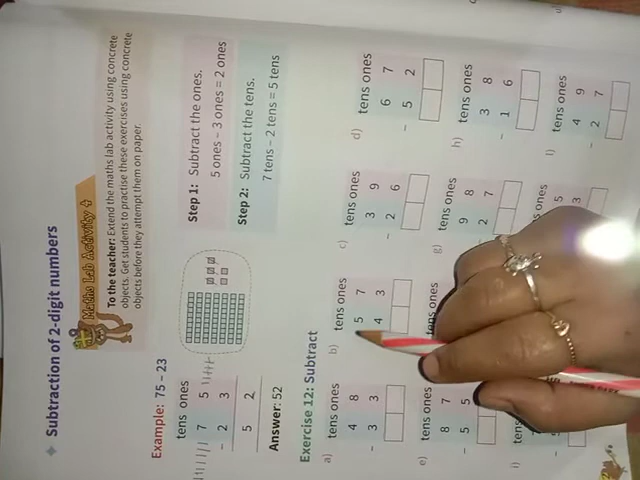 Subtraction of 2-digit numbers
Maths Lab Activity 4
To the teacher: Extend the maths lab activity using concrete
objects. Get students to practise these exercises using concrete
objects before they attempt them on paper.
Example: 75 – 23
tens ones
7 5
– 2 3
5 2
Answer: 52
Step 1: Subtract the ones.
5 ones – 3 ones = 2 ones
Step 2: Subtract the tens.
7 tens – 2 tens = 5 tens
Exercise 12: Subtract
a) b) c) d)
tens ones tens ones tens ones tens ones
4 8 5 7 3 9 6 7
– 3 3 4 3 – 2 6 – 5 2
e) g) h)
tens ones tens ones tens ones tens ones
8 7 9 8 3 8
– 5 5 2 7 – 1 6
i) l)
tens s ones tens ones
5 4 9
3 – 2 7